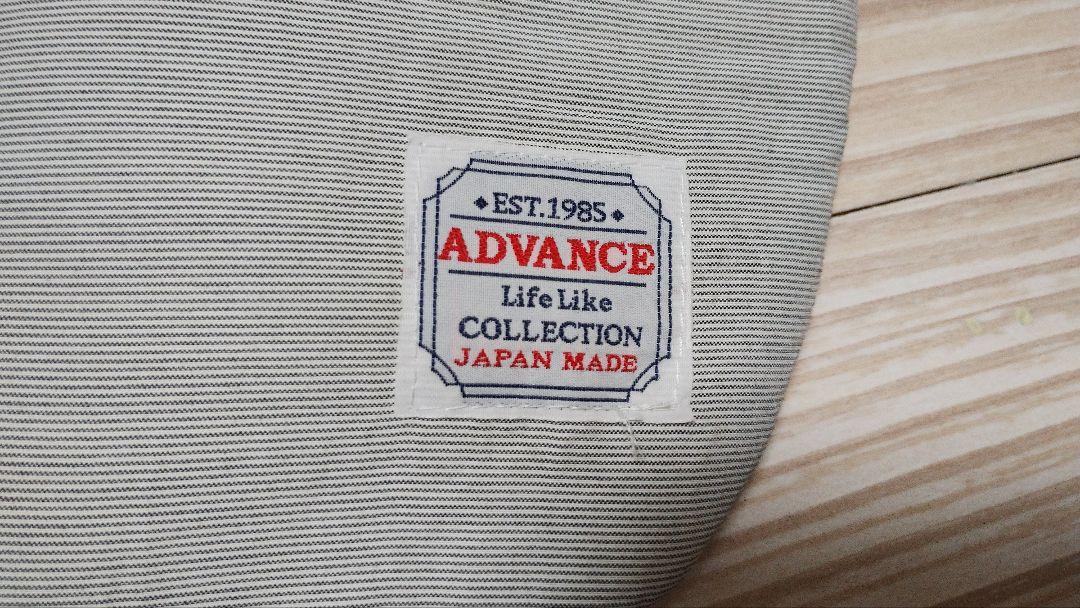 ◆EST.1985◆
ADVANCE
Life Like
COLLECTION
JAPAN MADE